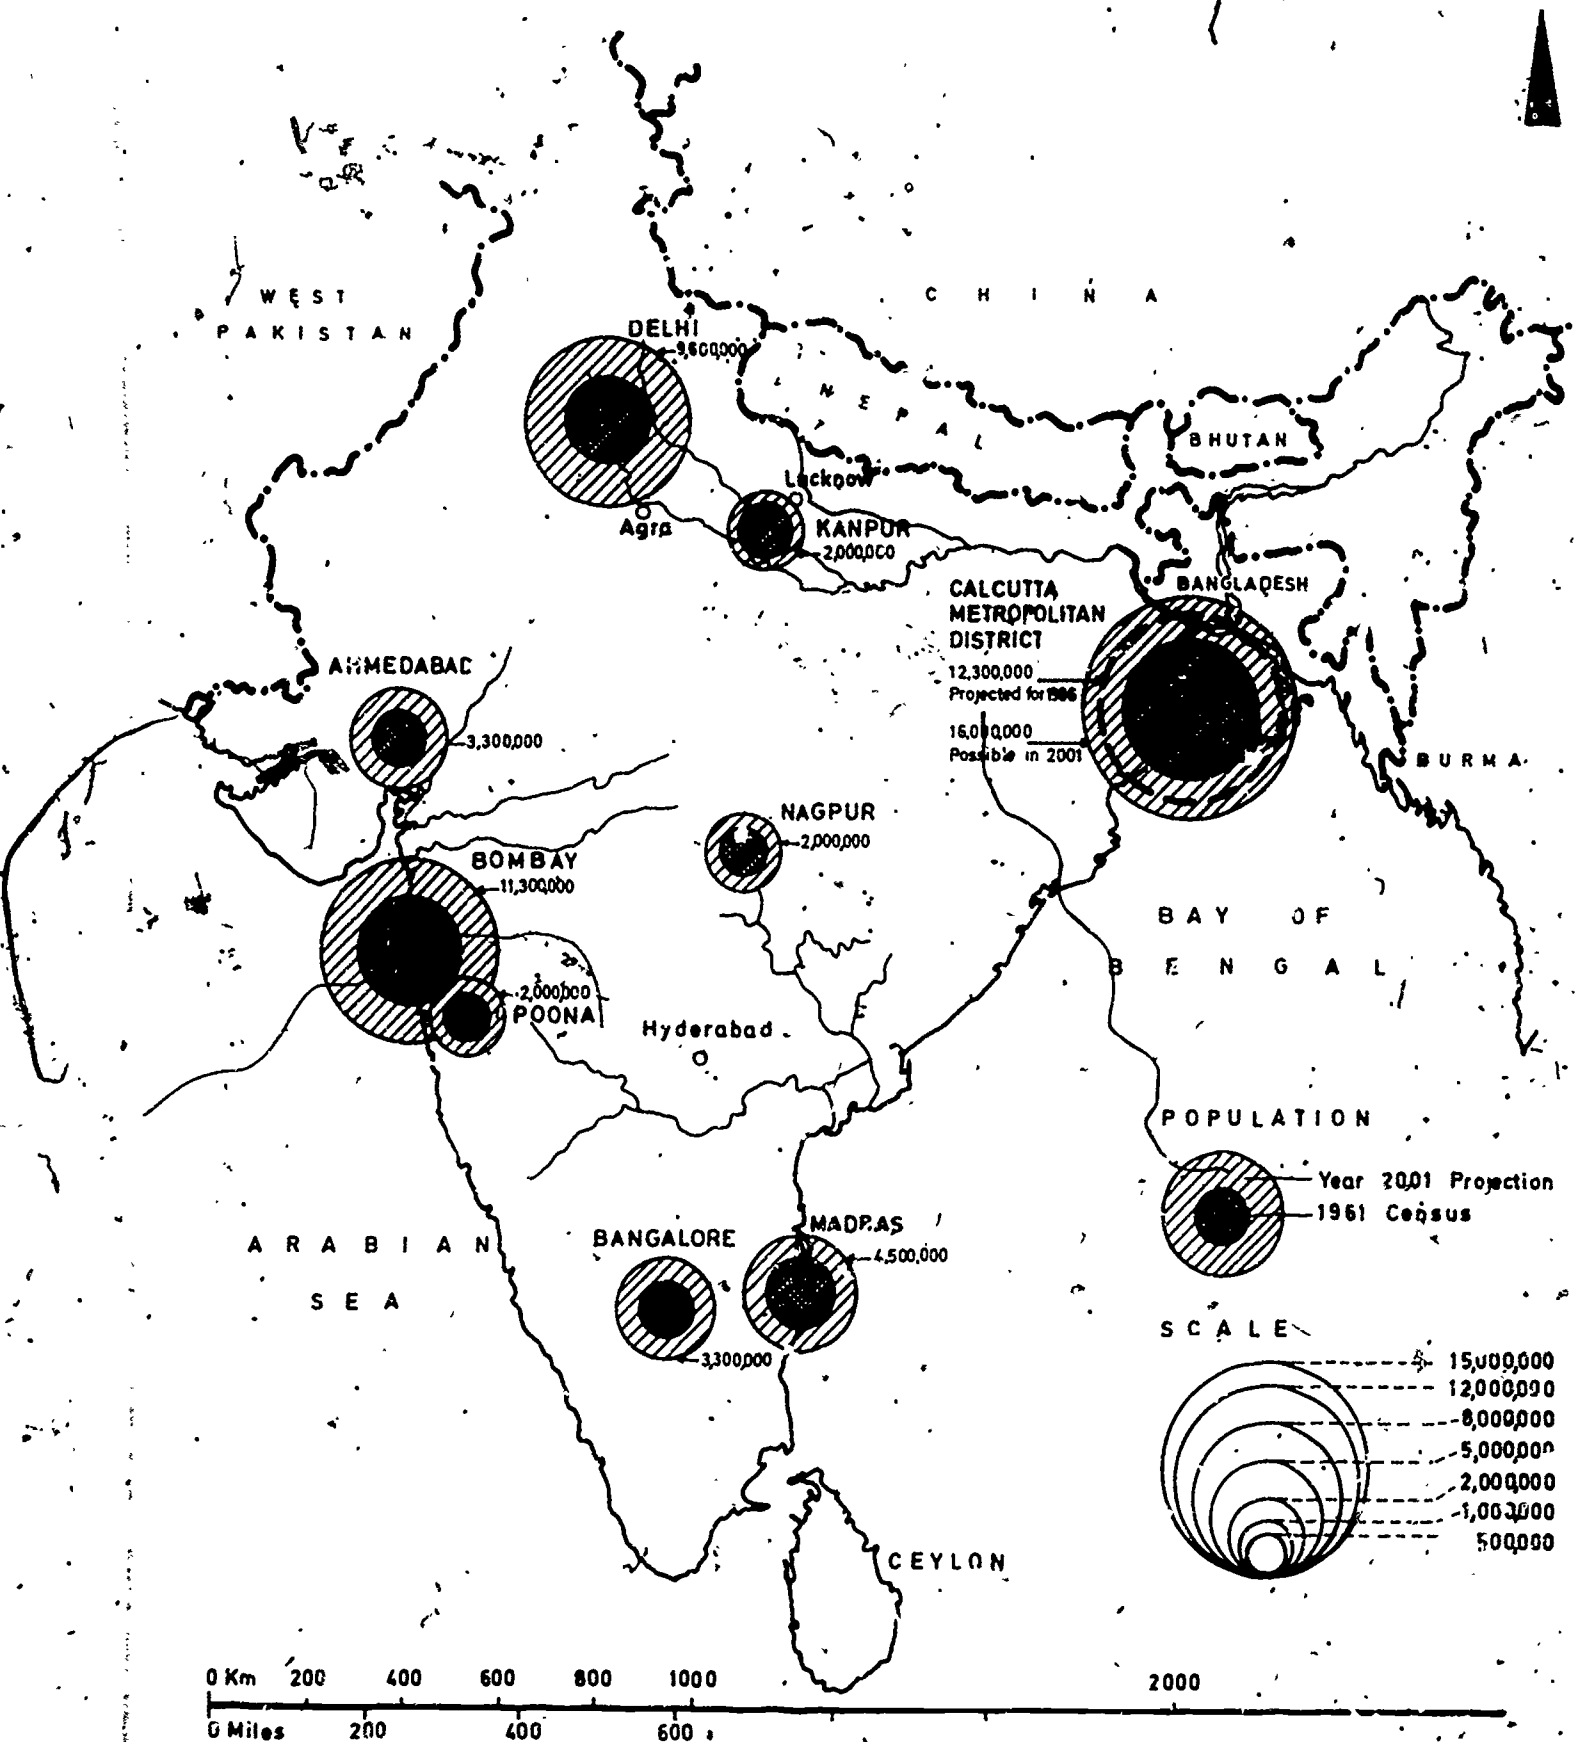 WEST
PAKISTAN
CHINA
DELHI
9,600,000
NEPAL
BHUTAN
Lucknow
Agra
KANPUR
2,000,000
BANGLADESH
CALCUTTA
METROPOLITAN
DISTRICT
12,300,000
Projected for 1986
16,000,000
Possible in 2001
AHMEDABAD
3,300,000
BURMA
NAGPUR
2,000,000
BOMBAY
11,300,000
BAY OF
BENGAL
2,000,000
POONA
Hyderabad
POPULATION
Year 2001 Projection
1961 Census
ARABIAN
SEA
BANGALORE
3,300,000
MADRAS
4,500,000
SCALE
15,000,000
12,000,000
8,000,000
5,000,000
2,000,000
1,000,000
500,000
CEYLON
0 Km 200 400 600 800 1000 2000
0 Miles 200 400 600